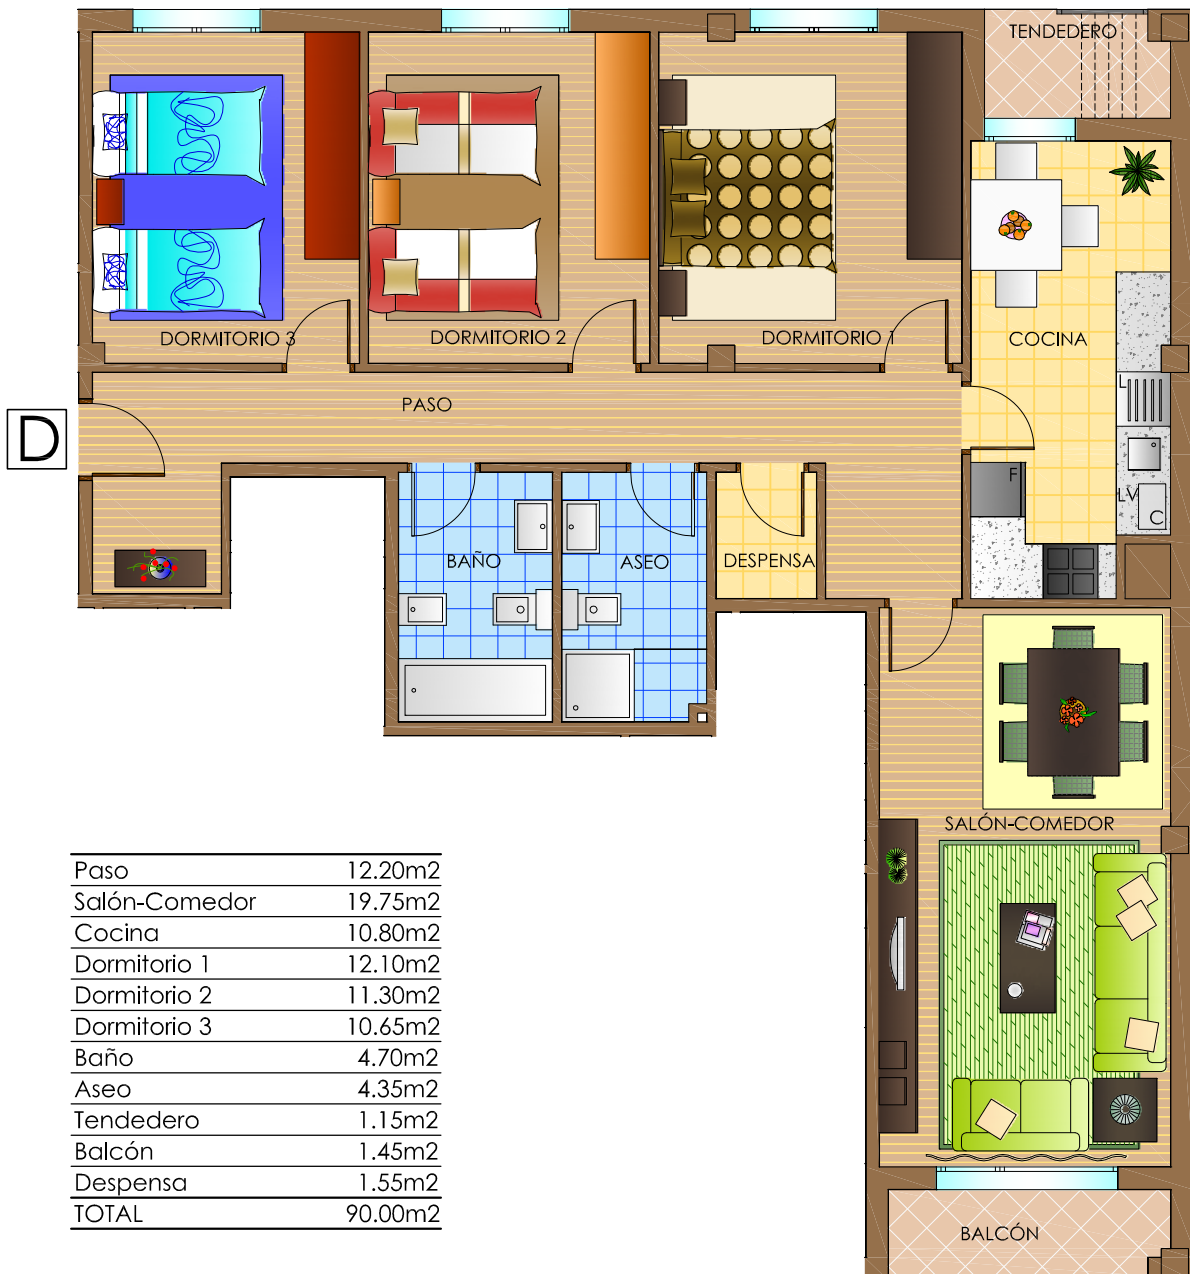 TENDEDERO
DORMITORIO 3
DORMITORIO 2
DORMITORIO 1
COCINA
L
PASO
D
F
LV
C
BAÑO
ASEO
DESPENSA
SALÓN-COMEDOR
Paso 12.20m2
Salón-Comedor 19.75m2
Cocina 10.80m2
Dormitorio 1 12.10m2
Dormitorio 2 11.30m2
Dormitorio 3 10.65m2
Baño 4.70m2
Aseo 4.35m2
Tendedero 1.15m2
Balcón 1.45m2
Despensa 1.55m2
TOTAL 90.00m2
BALCÓN